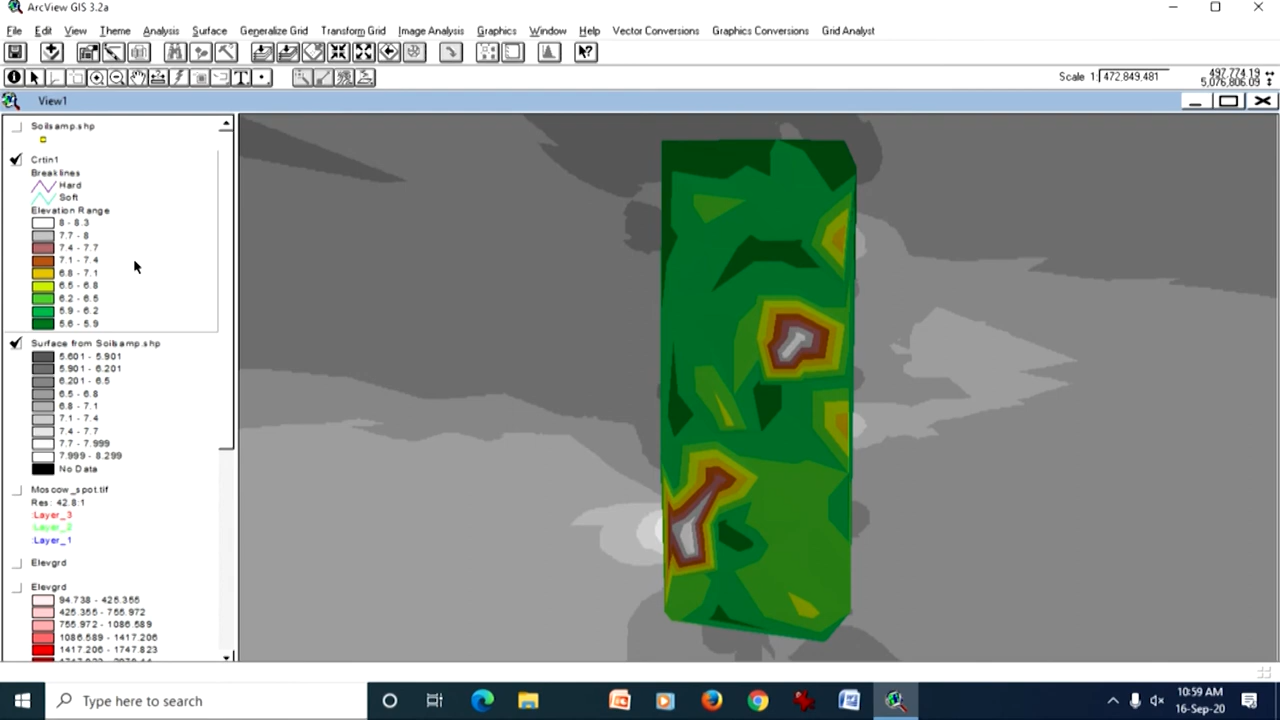 ArcView GIS 3.2a
File Edit View Theme Analysis Surface Generalize Grid Transform Grid Image Analysis Graphics Window Help Vector Conversions Graphics Conversions Grid Analyst
Scale 1: 472,849,481
497,774.19
5,076,806.09
View1
Soilsamp.shp
Crtin1
Breaklines
Hard
Soft
Elevation Range
8 - 8.3
7.7 - 8
7.4 - 7.7
7.1 - 7.4
6.8 - 7.1
6.5 - 6.8
6.2 - 6.5
5.9 - 6.2
5.6 - 5.9
Surface from Soilsamp.shp
5.601 - 5.901
5.901 - 6.201
6.201 - 6.5
6.5 - 6.8
6.8 - 7.1
7.1 - 7.4
7.4 - 7.7
7.7 - 7.999
7.999 - 8.299
No Data
Moscow_spot.tif
Res: 42.8:1
:Layer_3
:Layer_2
:Layer_1
Elevgrd
Elevgrd
94.738 - 425.355
425.355 - 755.972
755.972 - 1086.589
1086.589 - 1417.206
1417.206 - 1747.823
Type here to search
10:59 AM
16-Sep-20